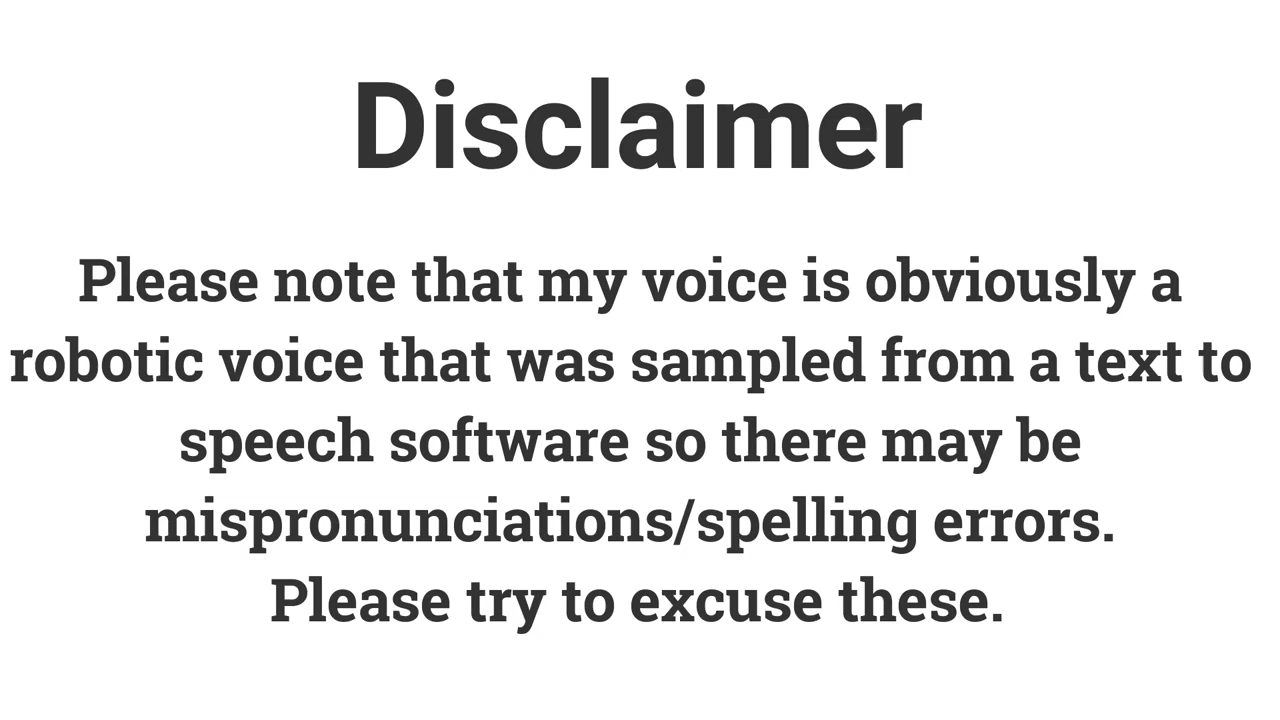 Disclaimer
Please note that my voice is obviously a
robotic voice that was sampled from a text to
speech software so there may be
mispronunciations/spelling errors.
Please try to excuse these.